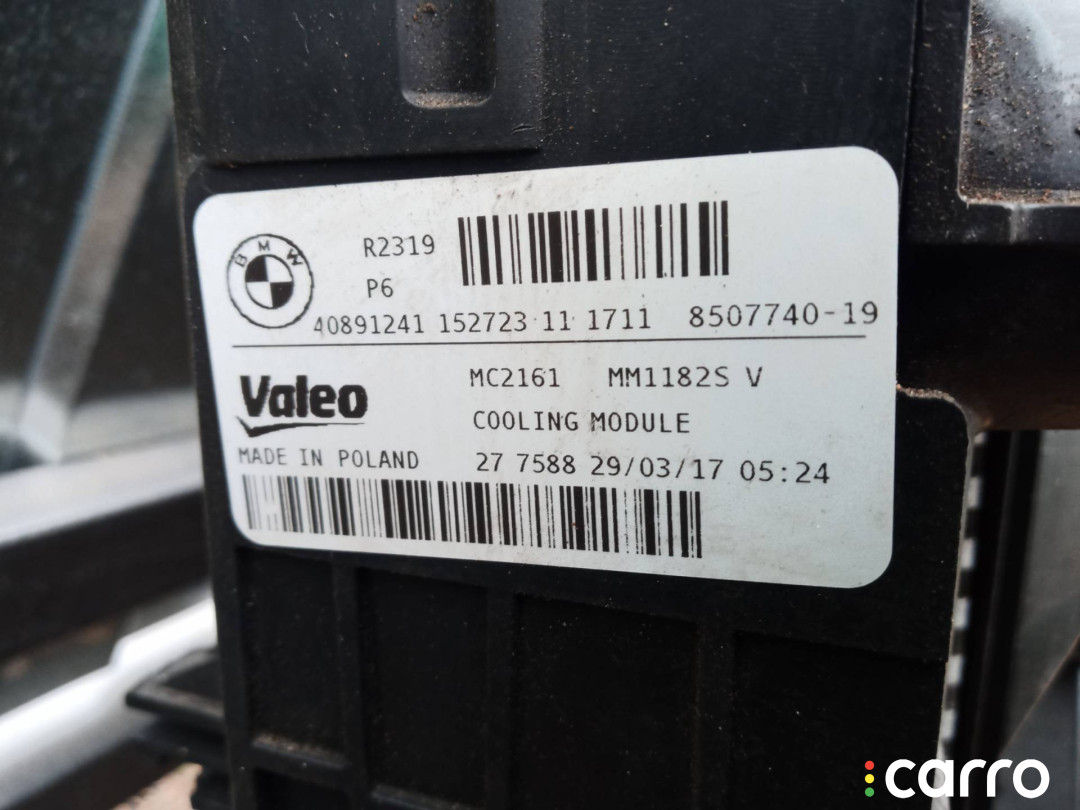 BMW
R2319
P6
40891241 152723 11 1711 8507740-19
Valeo
MC2161 MM1182S V
COOLING MODULE
MADE IN POLAND 27 7588 29/03/17 05:24
carro